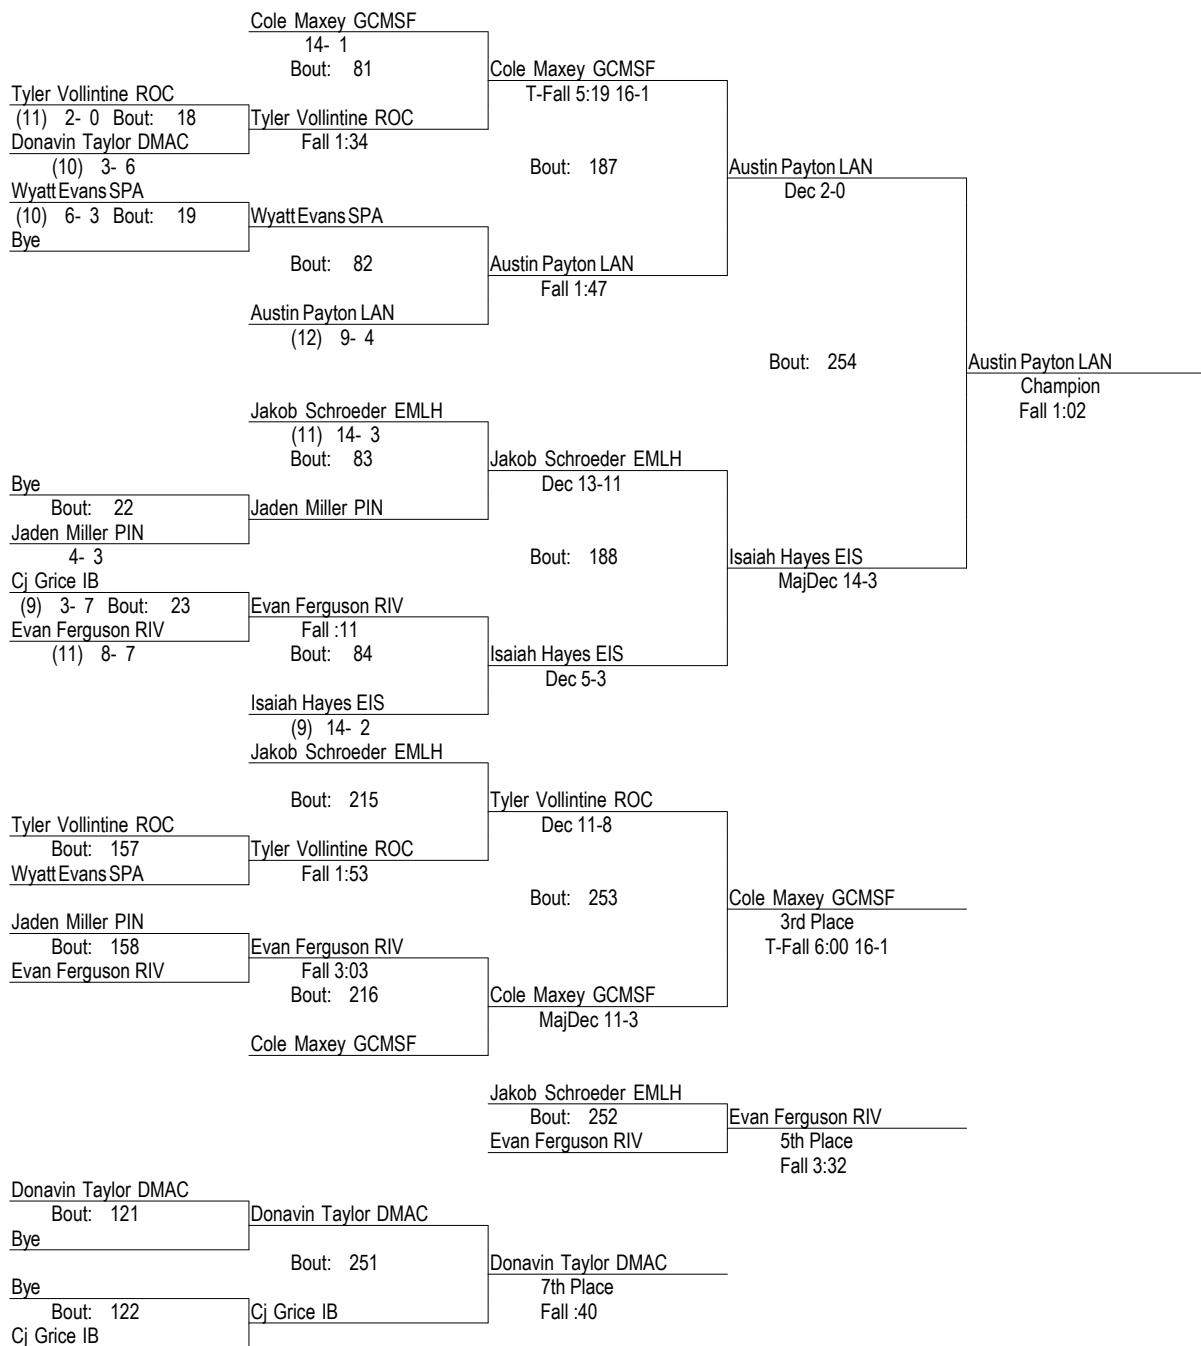 Cole Maxey GCMSF
14- 1
Bout: 81
Cole Maxey GCMSF
T-Fall 5:19 16-1
Tyler Vollintine ROC
(11) 2- 0 Bout: 18
Tyler Vollintine ROC
Fall 1:34
Donavin Taylor DMAC
(10) 3- 6
Bout: 187
Austin Payton LAN
Dec 2-0
Wyatt Evans SPA
(10) 6- 3 Bout: 19
Wyatt Evans SPA
Bye
Bout: 82
Austin Payton LAN
Fall 1:47
Austin Payton LAN
(12) 9- 4
Bout: 254
Austin Payton LAN
Champion
Fall 1:02
Jakob Schroeder EMLH
(11) 14- 3
Bout: 83
Jakob Schroeder EMLH
Dec 13-11
Bye
Bout: 22
Jaden Miller PIN
Jaden Miller PIN
4- 3
Bout: 188
Isaiah Hayes EIS
MajDec 14-3
Cj Grice IB
(9) 3- 7 Bout: 23
Evan Ferguson RIV
Fall :11
Evan Ferguson RIV
(11) 8- 7
Bout: 84
Isaiah Hayes EIS
Dec 5-3
Isaiah Hayes EIS
(9) 14- 2
Jakob Schroeder EMLH
Bout: 215
Tyler Vollintine ROC
Dec 11-8
Tyler Vollintine ROC
Bout: 157
Tyler Vollintine ROC
Fall 1:53
Wyatt Evans SPA
Bout: 253
Cole Maxey GCMSF
3rd Place
T-Fall 6:00 16-1
Jaden Miller PIN
Bout: 158
Evan Ferguson RIV
Fall 3:03
Evan Ferguson RIV
Bout: 216
Cole Maxey GCMSF
MajDec 11-3
Cole Maxey GCMSF
Jakob Schroeder EMLH
Bout: 252
Evan Ferguson RIV
5th Place
Fall 3:32
Evan Ferguson RIV
Donavin Taylor DMAC
Bout: 121
Donavin Taylor DMAC
Bye
Bout: 251
Donavin Taylor DMAC
7th Place
Fall :40
Bye
Bout: 122
Cj Grice IB
Cj Grice IB